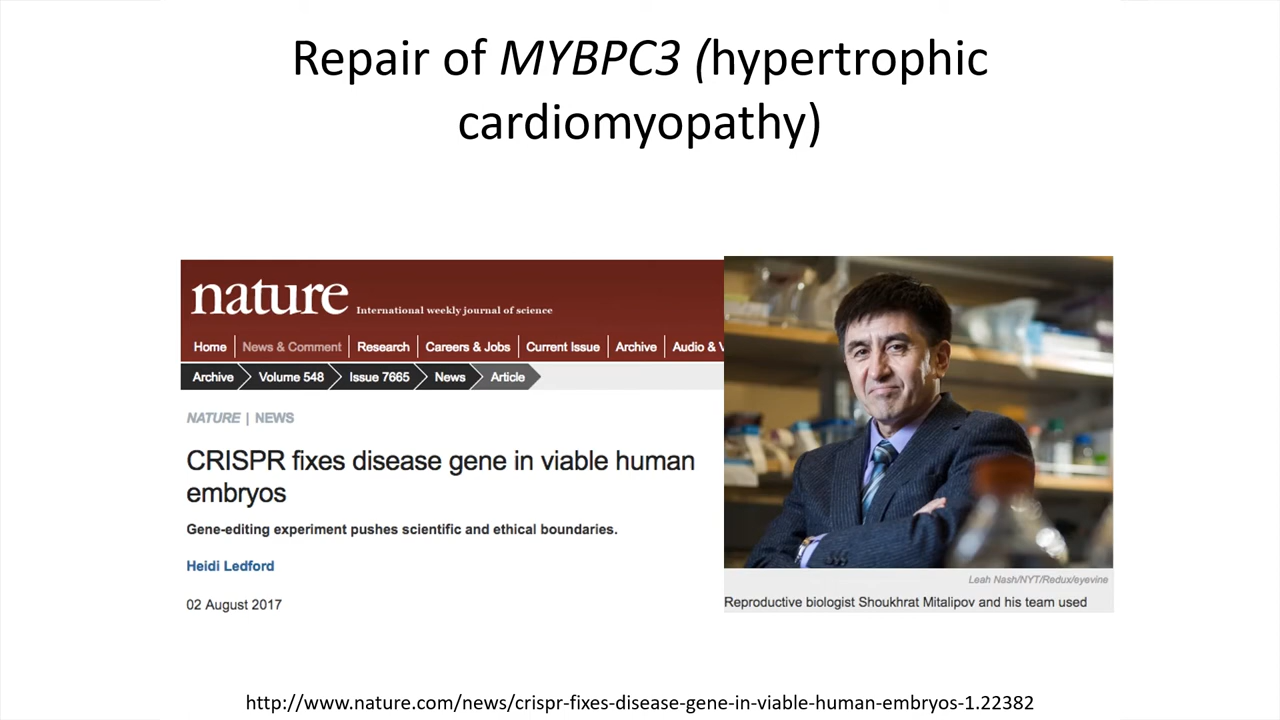 Repair of MYBPC3 (hypertrophic
cardiomyopathy)
nature International weekly journal of science
Home News & Comment Research Careers & Jobs Current Issue Archive Audio & V
Archive Volume 548 Issue 7665 News Article
NATURE | NEWS
CRISPR fixes disease gene in viable human
embryos
Gene-editing experiment pushes scientific and ethical boundaries.
Heidi Ledford
02 August 2017
Leah Nash/NYT/Redux/eyevine
Reproductive biologist Shoukhrat Mitalipov and his team used
http://www.nature.com/news/crispr-fixes-disease-gene-in-viable-human-embryos-1.22382